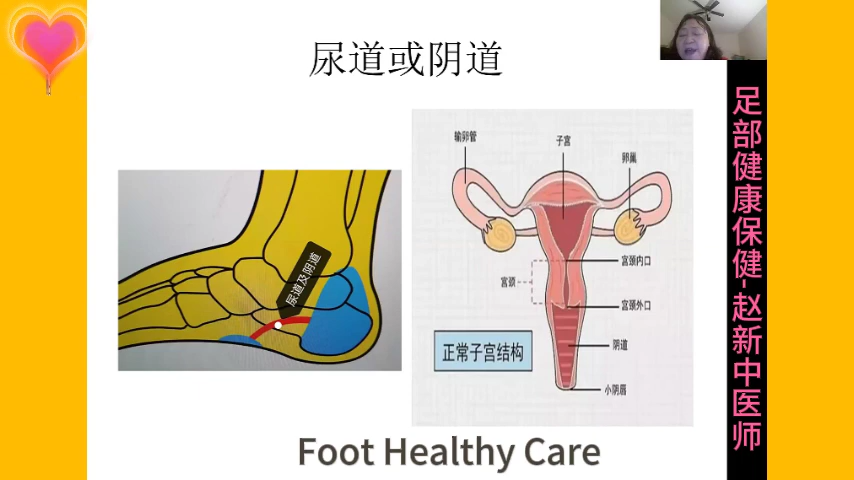 尿道或阴道
输卵管
子宫
卵巢
尿道及阴道
宫颈内口
宫颈
宫颈外口
正常子宫结构
阴道
小阴唇
Foot Healthy Care
足部健康保健-赵新中医师